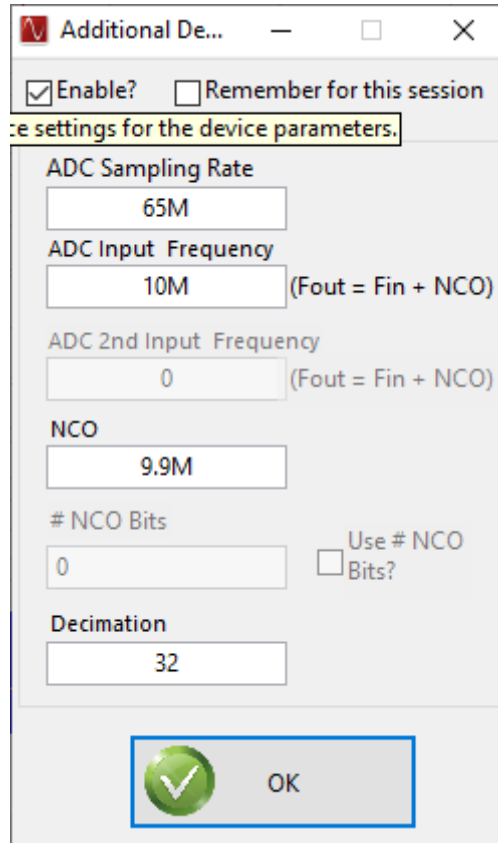 Additional De...
Enable? Remember for this session
ce settings for the device parameters.
ADC Sampling Rate
65M
ADC Input Frequency
10M (Fout = Fin + NCO)
ADC 2nd Input Frequency
0 (Fout = Fin + NCO)
NCO
9.9M
# NCO Bits
0 Use # NCO
Bits?
Decimation
32
OK